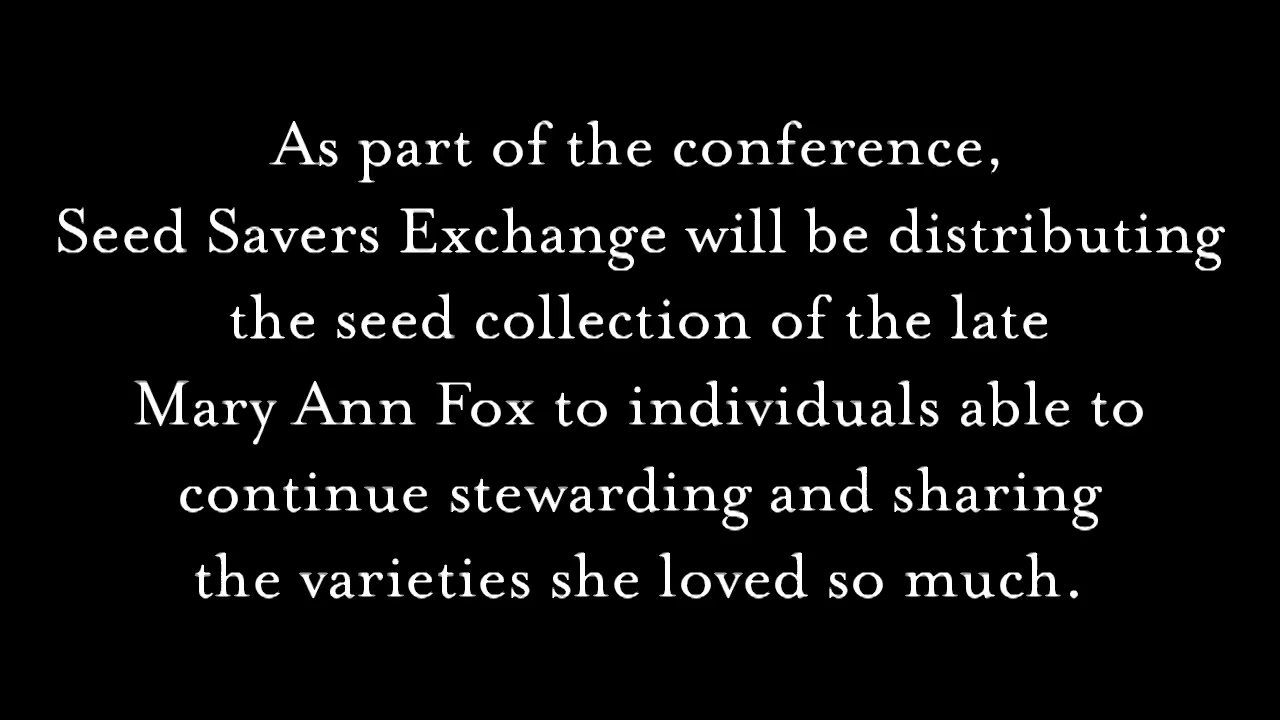 As part of the conference,
Seed Savers Exchange will be distributing
the seed collection of the late
Mary Ann Fox to individuals able to
continue stewarding and sharing
the varieties she loved so much.